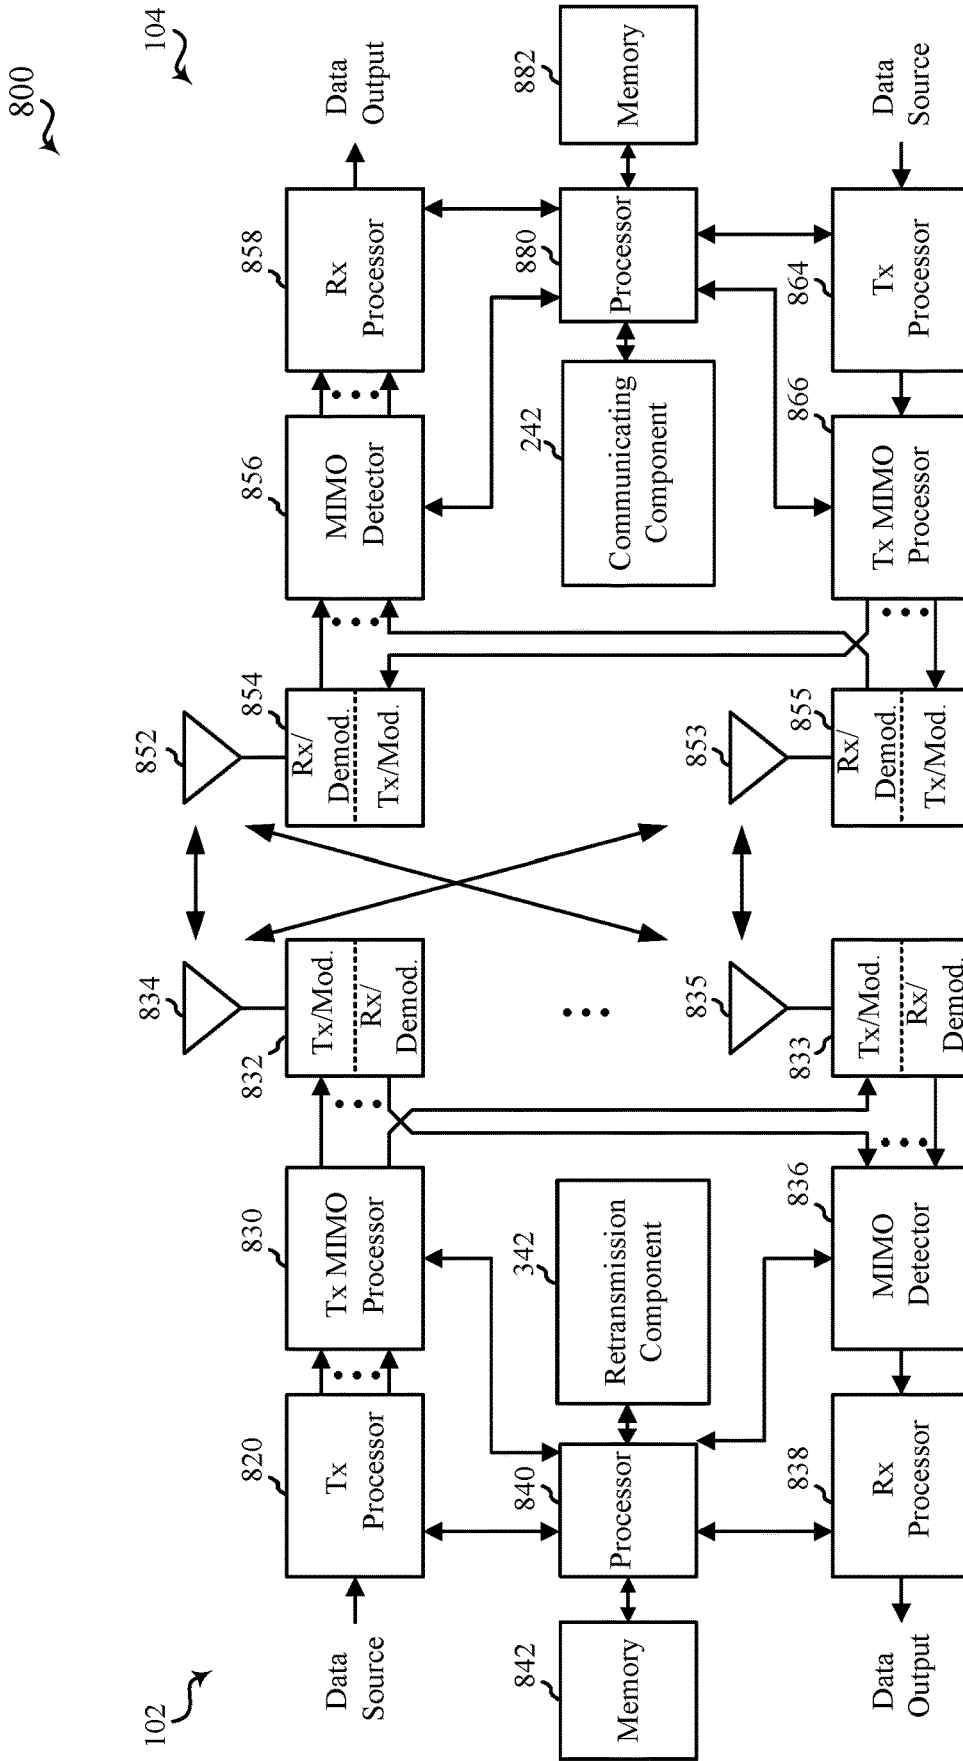 800
102
104
Data
Source
820
Tx
Processor
830
Tx MIMO
Processor
832
Tx/Mod.
Rx/
Demod.
834
852
854
Rx/
Demod.
Tx/Mod.
856
MIMO
Detector
858
Rx
Processor
Data
Output
842
Memory
840
Processor
342
Retransmission
Component
242
Communicating
Component
880
Processor
882
Memory
Data
Output
838
Rx
Processor
836
MIMO
Detector
833
Tx/Mod.
Rx/
Demod.
835
853
855
Rx/
Demod.
Tx/Mod.
866
Tx MIMO
Processor
864
Tx
Processor
Data
Source